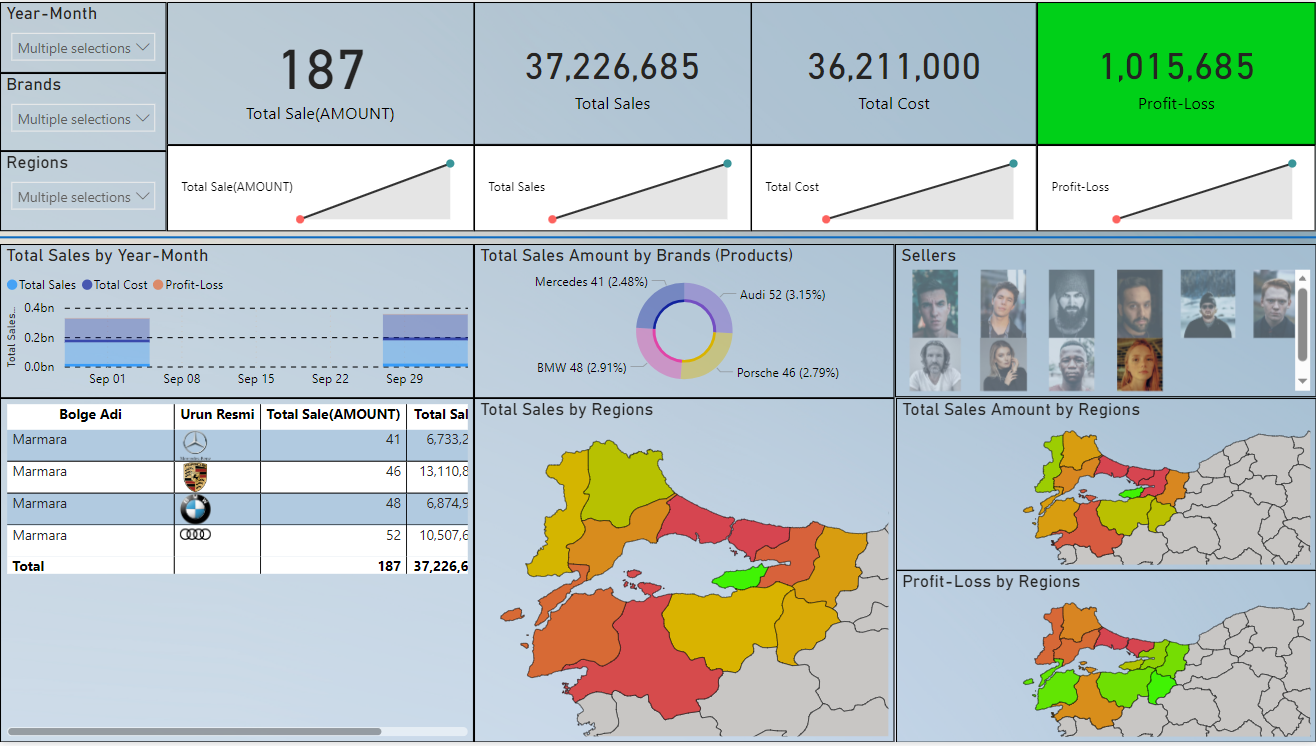 Year-Month
Multiple selections
Brands
Multiple selections
Regions
Multiple selections
187
Total Sale(AMOUNT)
37,226,685
Total Sales
36,211,000
Total Cost
1,015,685
Profit-Loss
Total Sale(AMOUNT)
Total Sales
Total Cost
Profit-Loss
Total Sales by Year-Month
Total Sales Total Cost Profit-Loss
Total Sales...
0.4bn
0.2bn
0.0bn
Sep 01 Sep 08 Sep 15 Sep 22 Sep 29
Total Sales Amount by Brands (Products)
Mercedes 41 (2.48%)
Audi 52 (3.15%)
BMW 48 (2.91%)
Porsche 46 (2.79%)
Sellers
Bolge Adi Urun Resmi Total Sale(AMOUNT) Total Sal
Marmara 41 6,733,2
Marmara 46 13,110,8
Marmara 48 6,874,9
Marmara 52 10,507,6
Total 187 37,226,6
Total Sales by Regions
Total Sales Amount by Regions
Profit-Loss by Regions